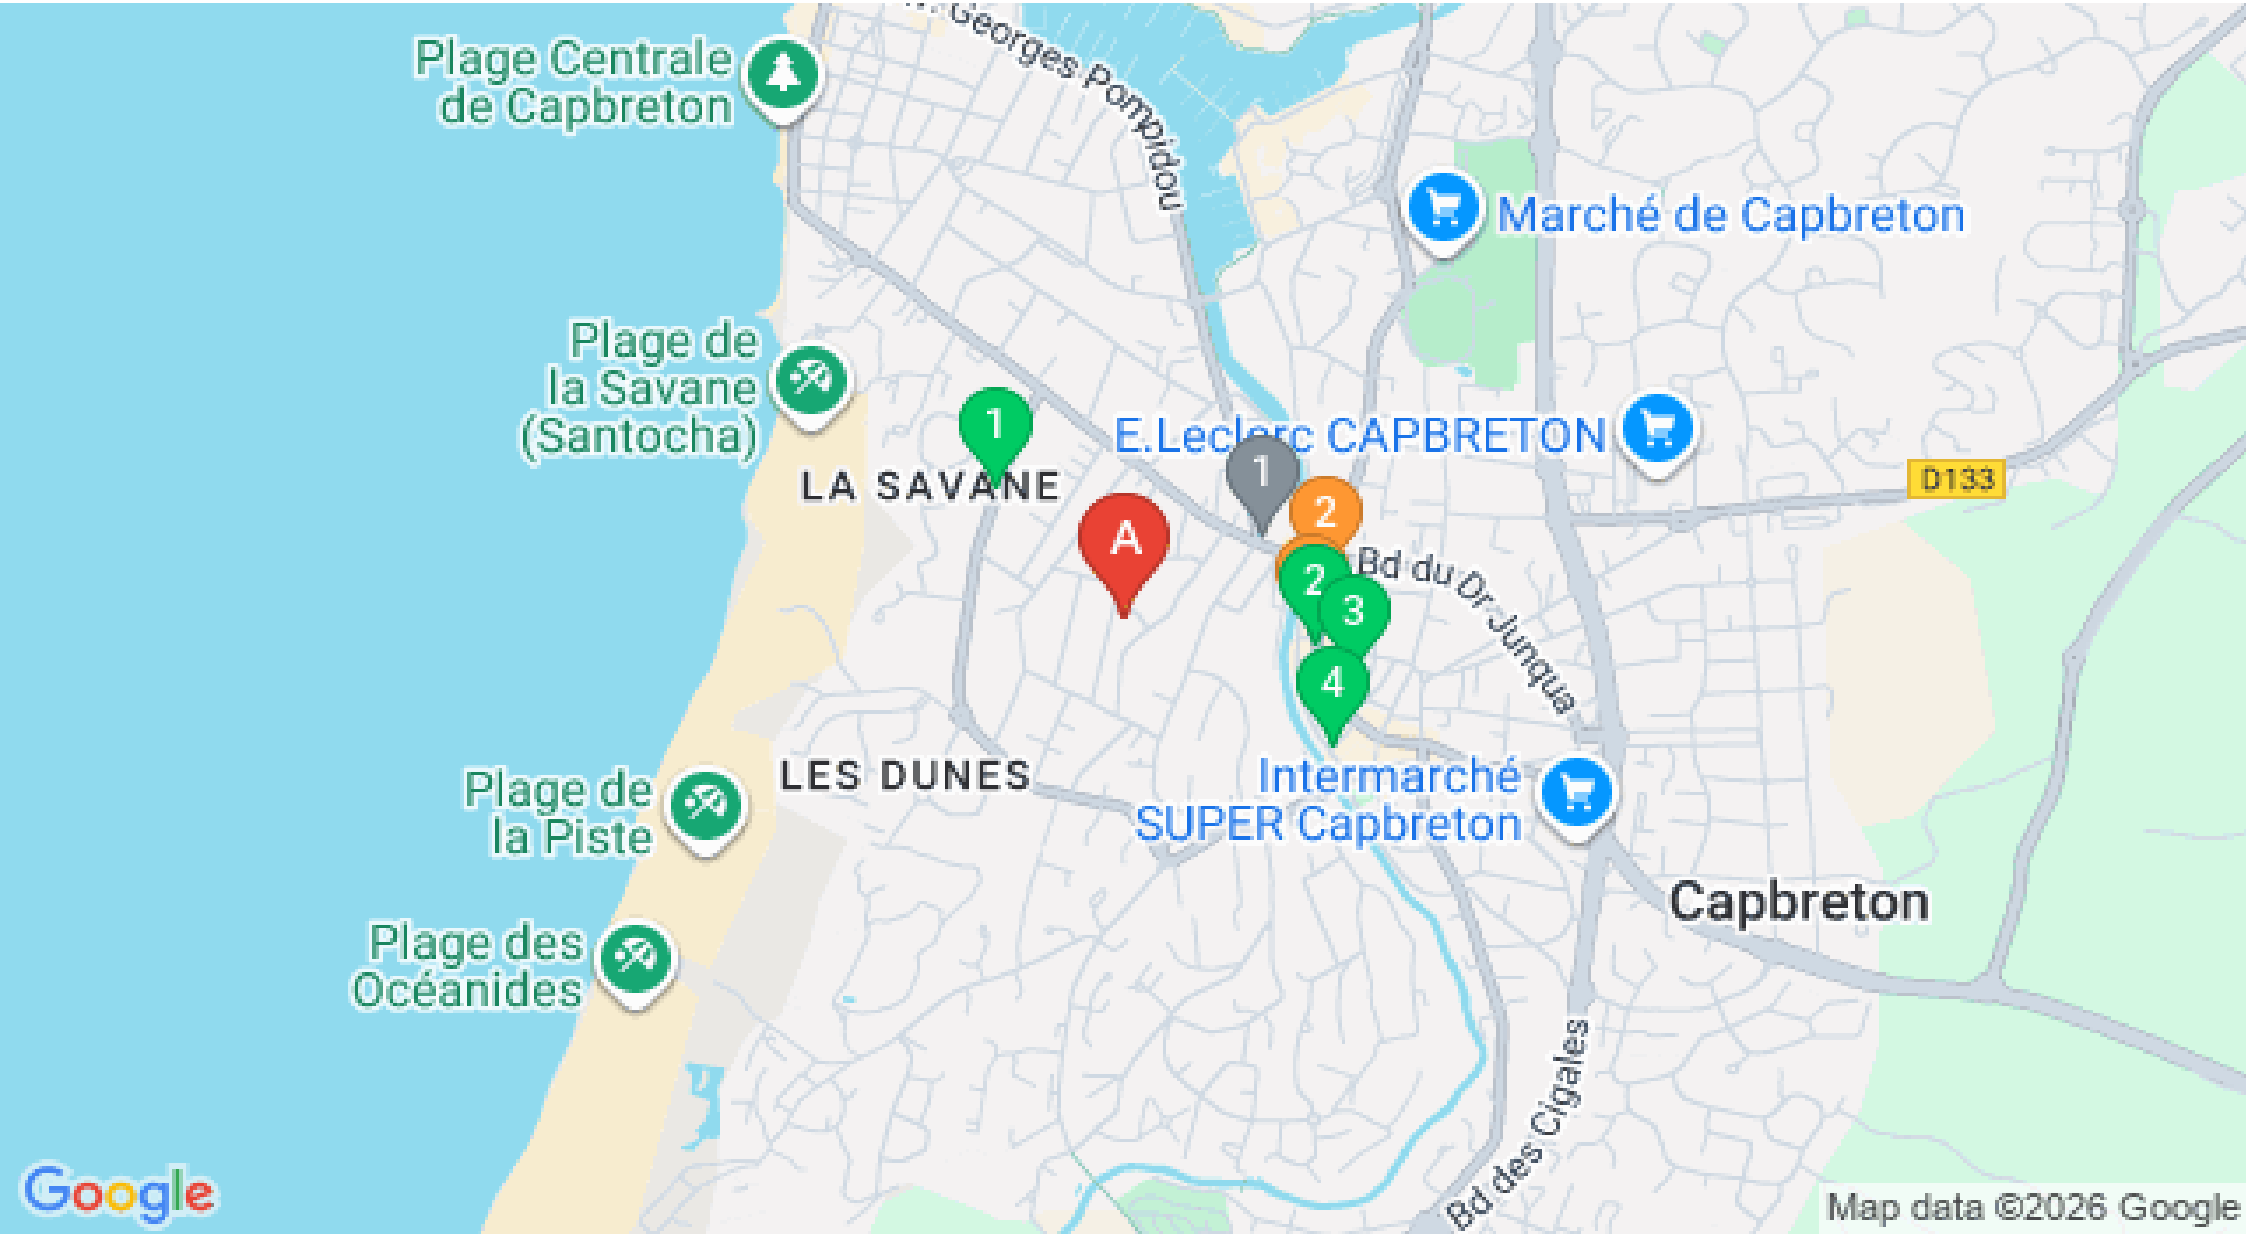 Av. Georges Pompidou
Plage Centrale
de Capbreton
Marché de Capbreton
Plage de
la Savane
(Santocha)
1
E.Leclerc CAPBRETON
1
D133
LA SAVANE
2
A
2
Bd du Dr Junqua
3
4
LES DUNES
Intermarché
SUPER Capbreton
Plage de
la Piste
Capbreton
Plage des
Océanides
Bd des Cigales
Google
Map data ©2026 Google